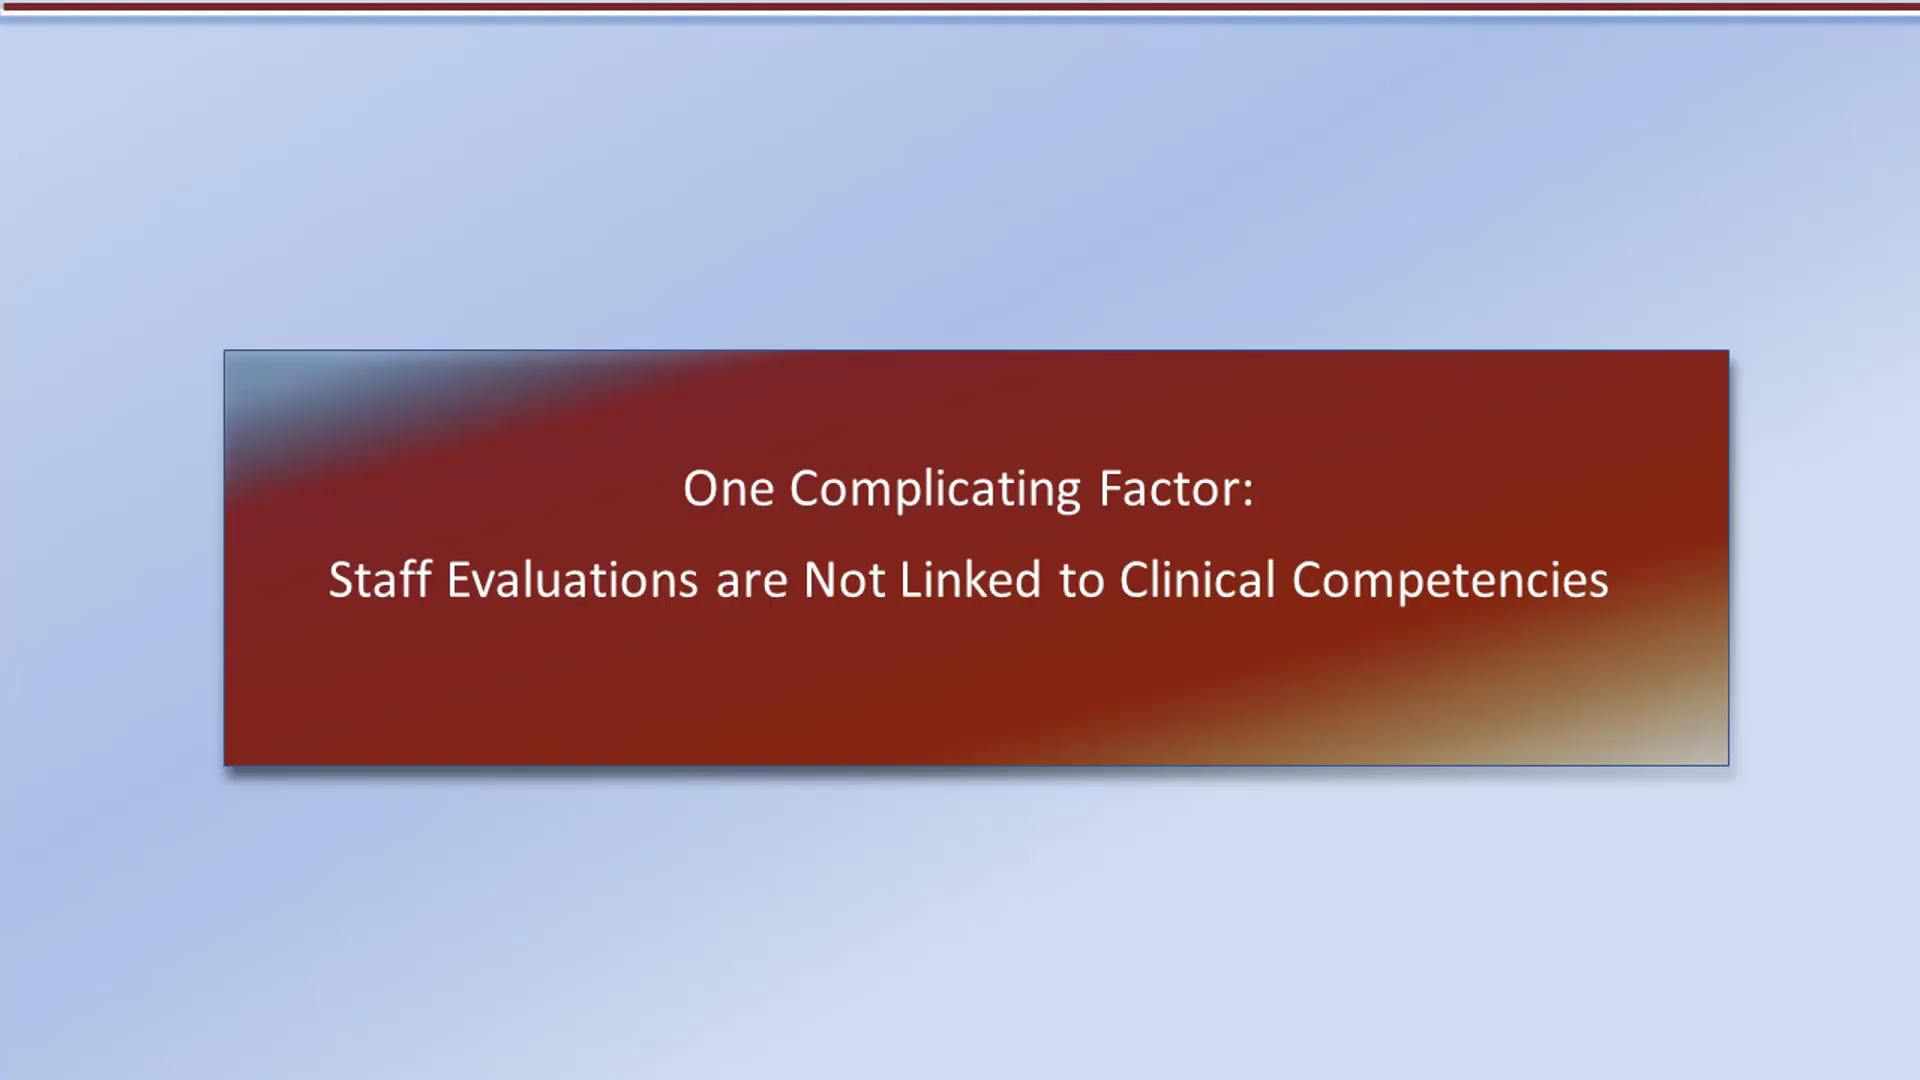 One Complicating Factor:
Staff Evaluations are Not Linked to Clinical Competencies